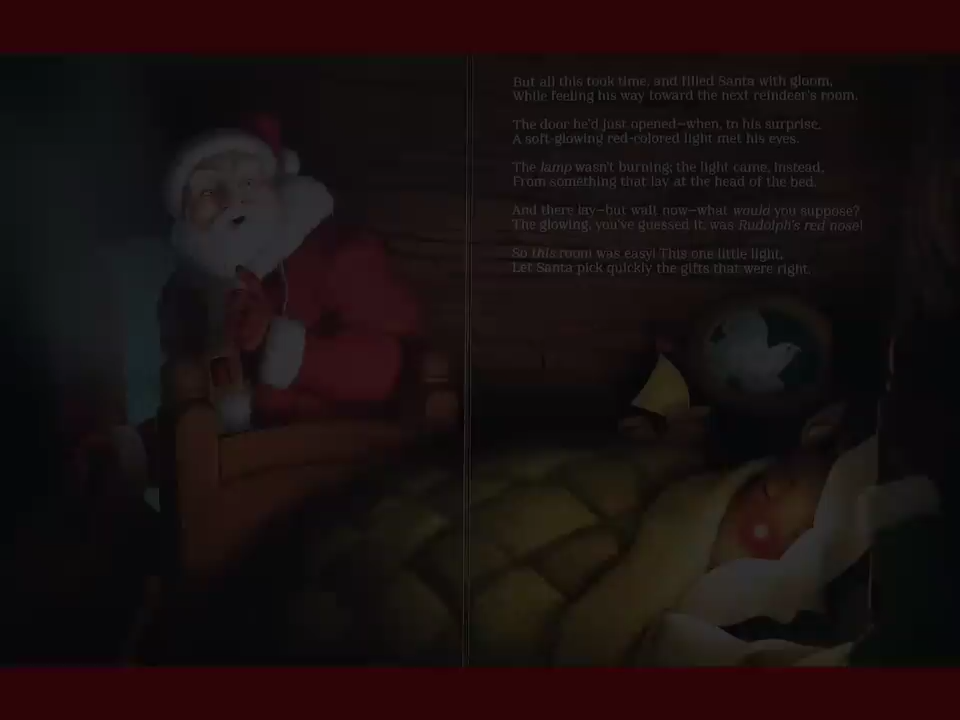 But all this took time, and filled Santa with gloom,
While feeling his way toward the next reindeer's room.
The door he'd just opened—when, to his surprise,
A soft-glowing red-colored light met his eyes.
The lamp wasn't burning; the light came, instead,
From something that lay at the head of the bed.
And there lay—but wait now—what would you suppose?
The glowing, you've guessed it, was Rudolph's red nose!
So this room was easy! This one little light,
Let Santa pick quickly the gifts that were right.